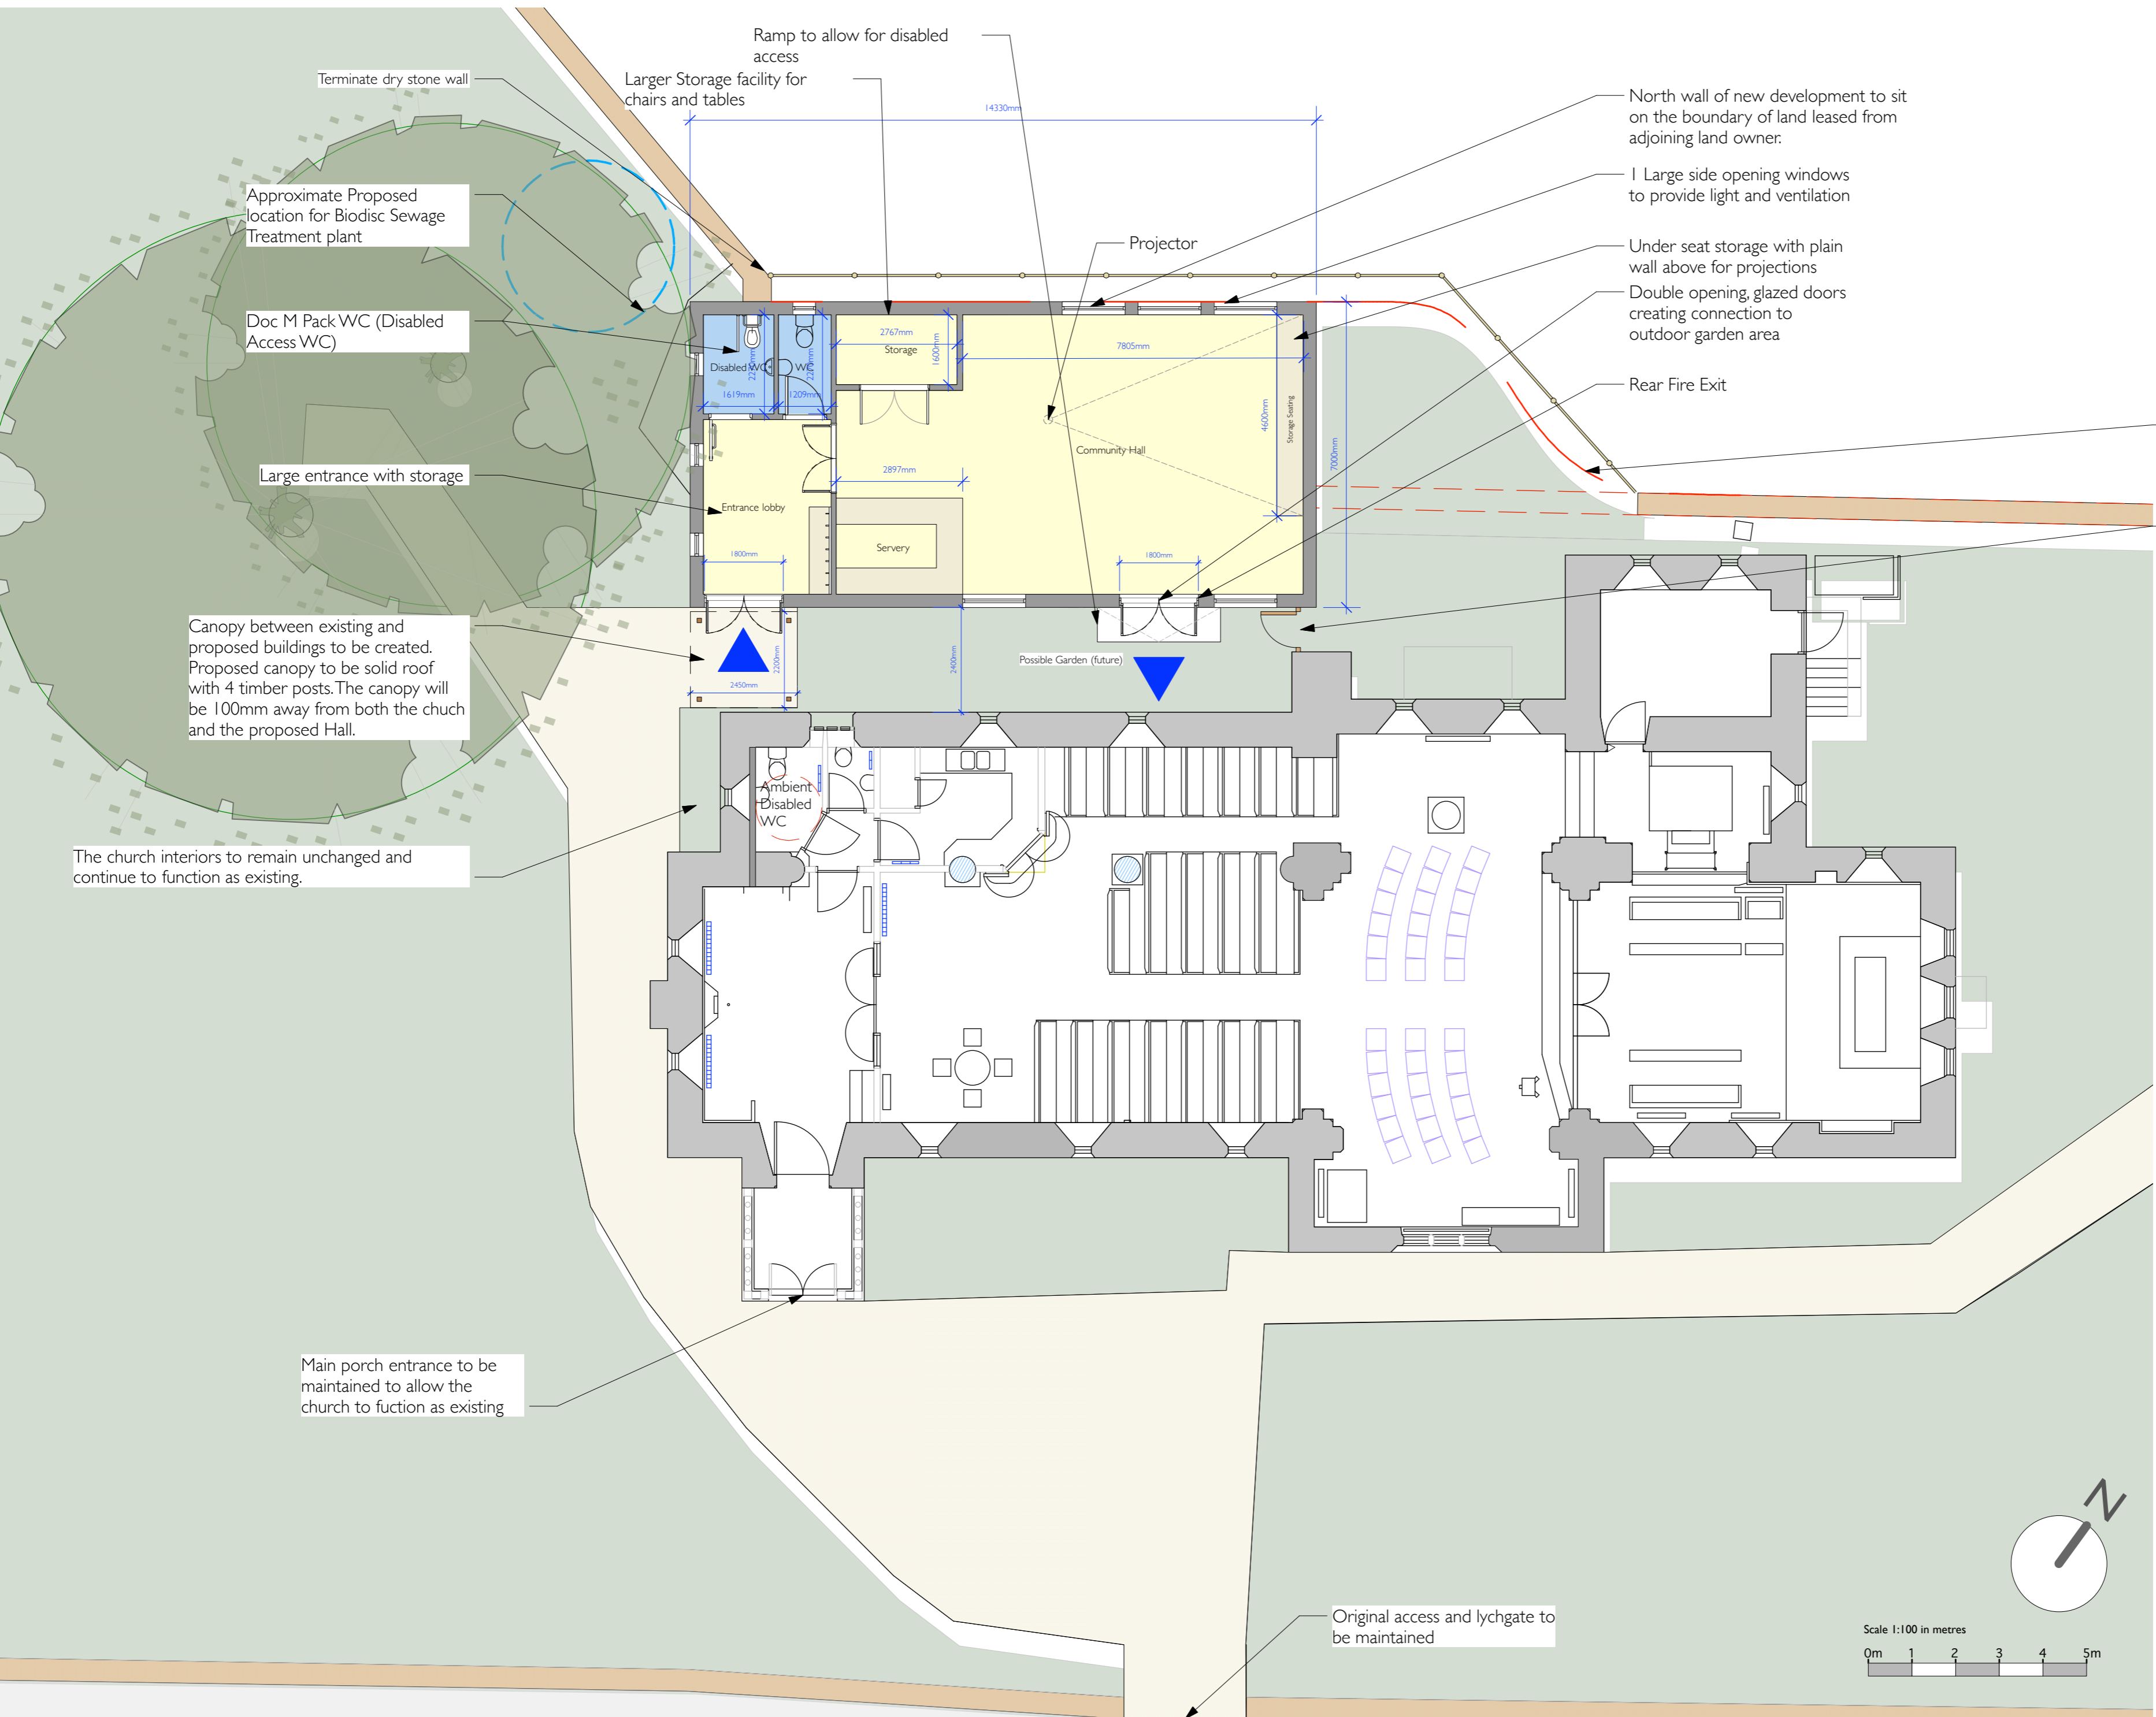 Ramp to allow for disabled
access
Larger Storage facility for
chairs and tables
Terminate dry stone wall
14330mm
North wall of new development to sit
on the boundary of land leased from
adjoining land owner.
1 Large side opening windows
to provide light and ventilation
Approximate Proposed
location for Biodisc Sewage
Treatment plant
Projector
Under seat storage with plain
wall above for projections
Double opening, glazed doors
creating connection to
outdoor garden area
Doc M Pack WC (Disabled
Access WC)
Rear Fire Exit
2767mm
Storage
1600mm
7805mm
Disabled WC
WC
1619mm
1209mm
4600mm
Storage Seating
7000mm
Community Hall
Large entrance with storage
2897mm
Entrance lobby
Servery
1800mm
1800mm
Canopy between existing and
proposed buildings to be created.
Proposed canopy to be solid roof
with 4 timber posts. The canopy will
be 100mm away from both the chuch
and the proposed Hall.
2200mm
2450mm
2400mm
Possible Garden (future)
Ambient
Disabled
WC
The church interiors to remain unchanged and
continue to function as existing.
Main porch entrance to be
maintained to allow the
church to fuction as existing
Original access and lychgate to
be maintained
N
Scale 1:100 in metres
0m 1 2 3 4 5m